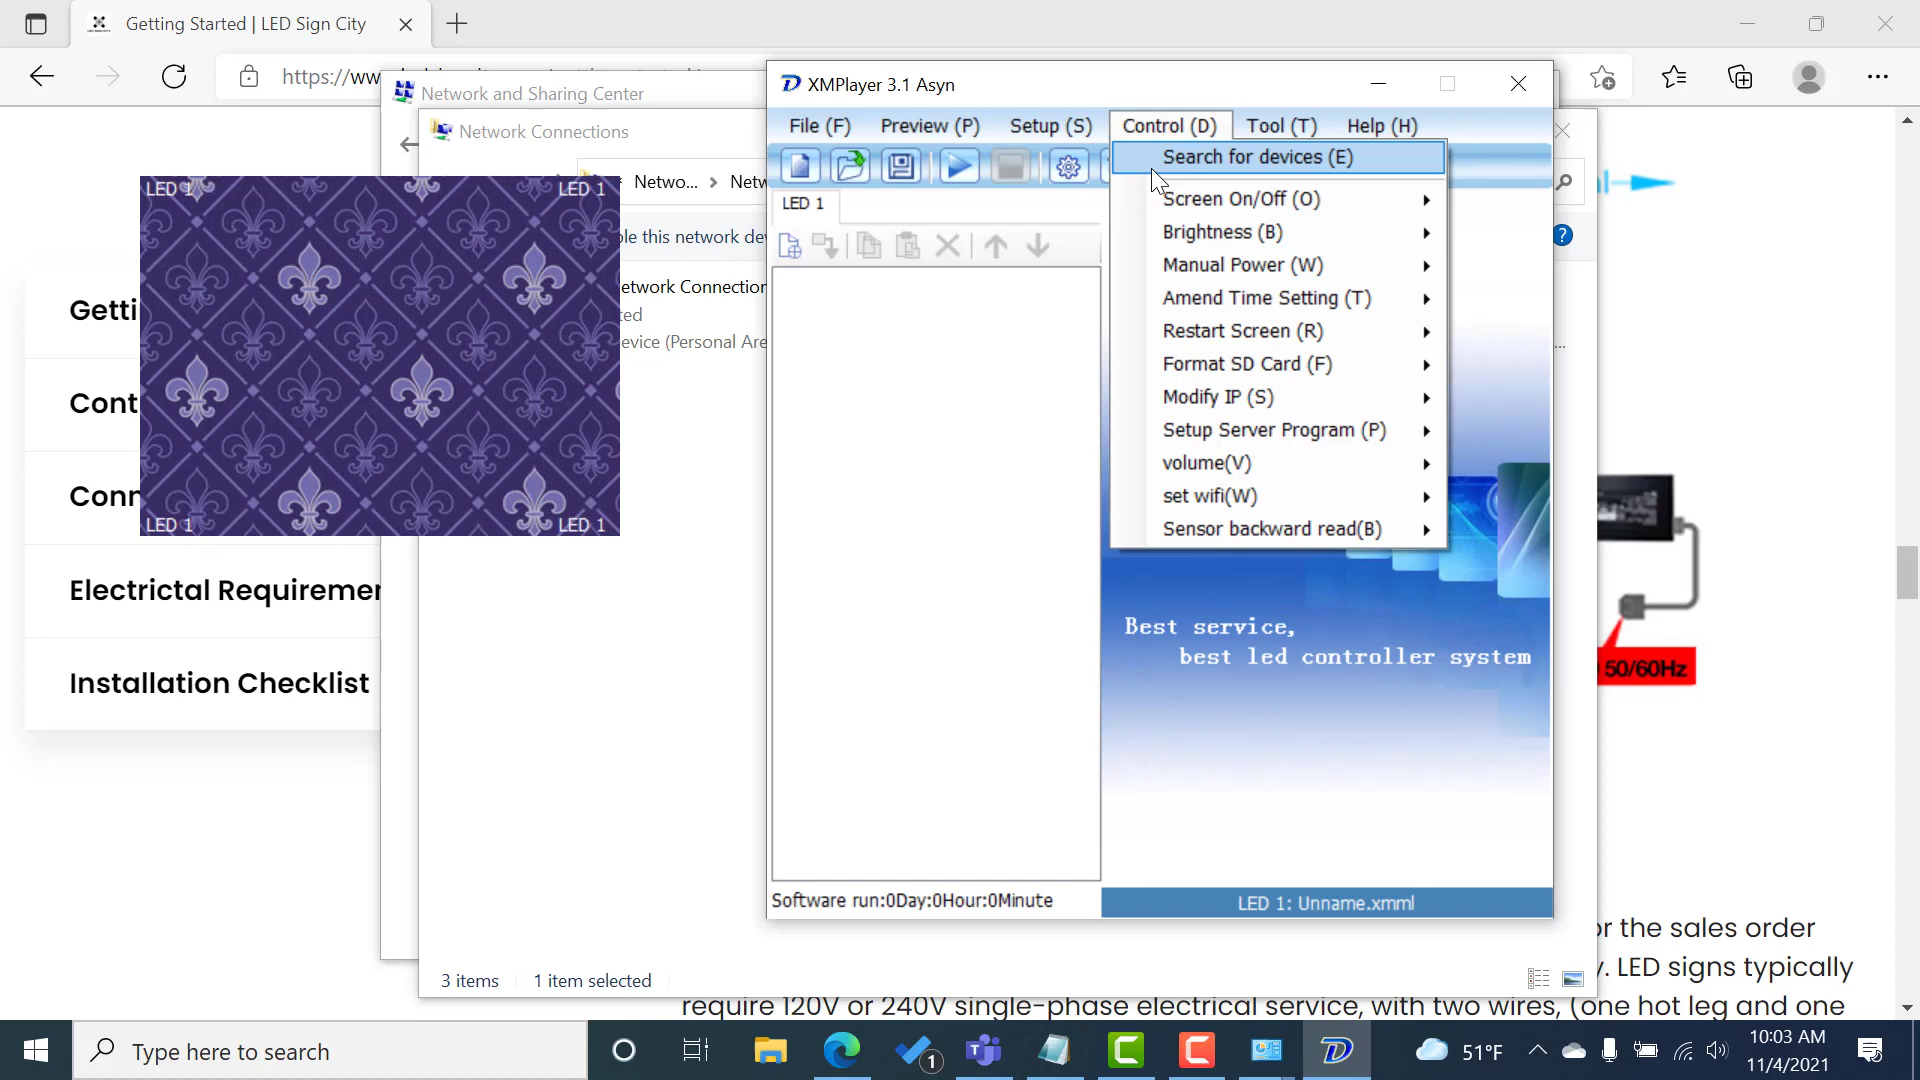 Getting Started | LED Sign City
https://ww
Network and Sharing Center
Network Connections
Netwo... > Netw
ble this network dev
etwork Connection
ted
evice (Personal Are
...
XMPlayer 3.1 Asyn
File (F) Preview (P) Setup (S) Control (D) Tool (T) Help (H)
LED 1
Search for devices (E)
Screen On/Off (O)
Brightness (B)
Manual Power (W)
Amend Time Setting (T)
Restart Screen (R)
Format SD Card (F)
Modify IP (S)
Setup Server Program (P)
volume(V)
set wifi(W)
Sensor backward read(B)
Best service,
best led controller system
Software run:0Day:0Hour:0Minute
LED 1: Unname.xmml
LED 1 LED 1
LED 1 LED 1
Getti
Cont
Conn
Electrictal Requiremen
Installation Checklist
50/60Hz
3 items 1 item selected
or the sales order
y. LED signs typically
require 120V or 240V single-phase electrical service, with two wires, (one hot leg and one
Type here to search
1
51°F
10:03 AM
11/4/2021